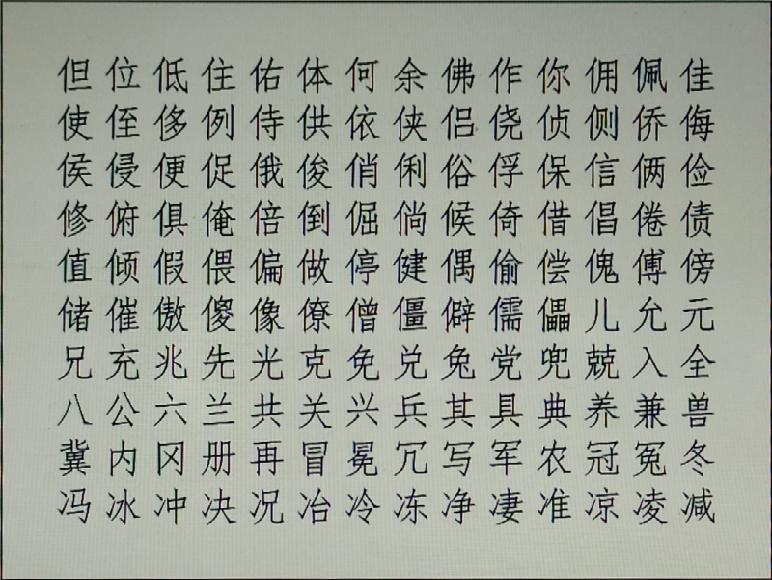 但位低住佑体何余佛作你佣佩佳
使侄侈例侍供依侠侣侥侦侧侨侮
侯侵便促俄俊俏俐俗俘保信俩俭
修俯俱俺倍倒倔倘候倚借倡倦债
值倾假偎偏做停健偶偷偿傀傅傍
储催傲傻像僚僧僵僻儒儡儿允元
兄充兆先光克免兑兔党兜兢入全
八公六兰共关兴兵其具典养兼兽
冀内冈册再冒冕冗写军农冠冤冬
冯冰冲决况冶冷冻净凄准凉凌减